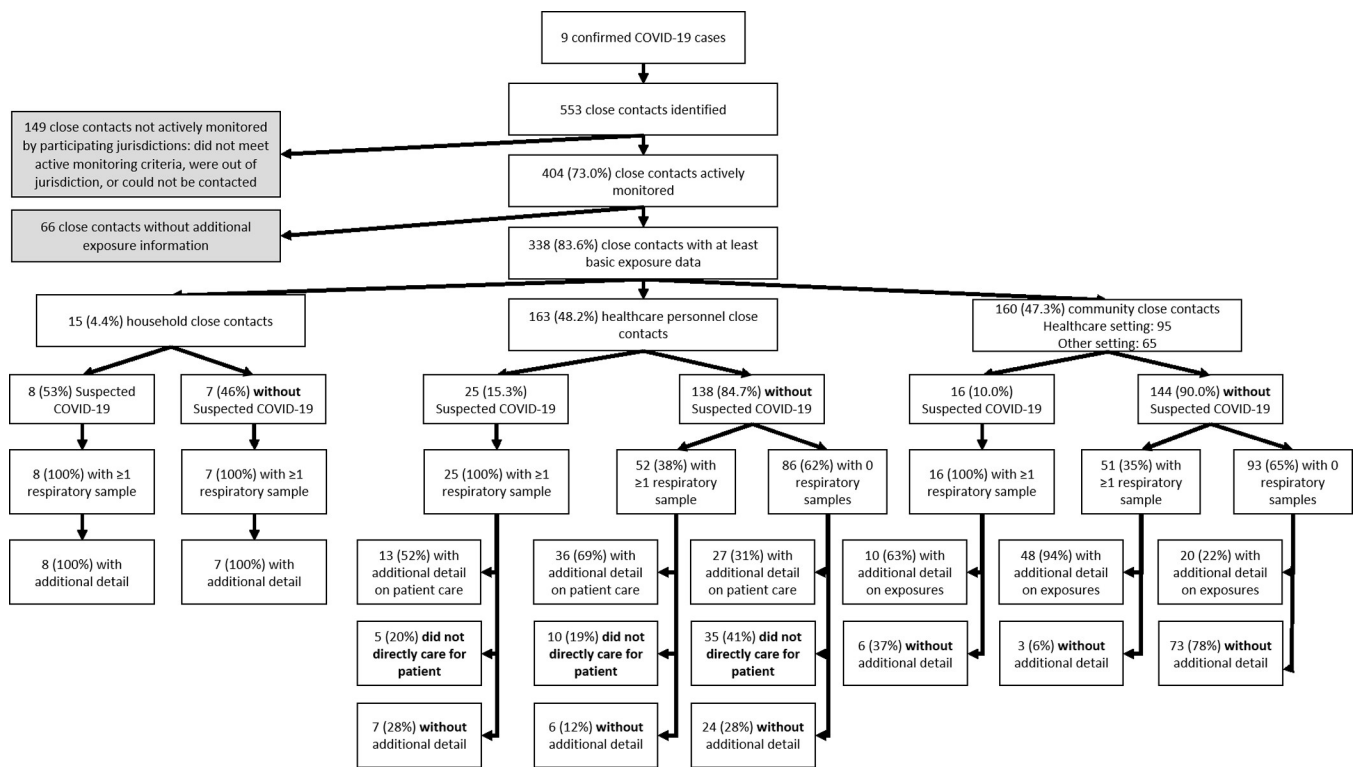 9 confirmed COVID-19 cases
553 close contacts identified
149 close contacts not actively monitored
by participating jurisdictions: did not meet
active monitoring criteria, were out of
jurisdiction, or could not be contacted
404 (73.0%) close contacts actively
monitored
66 close contacts without additional
exposure information
338 (83.6%) close contacts with at least
basic exposure data
15 (4.4%) household close contacts
163 (48.2%) healthcare personnel close
contacts
160 (47.3%) community close contacts
Healthcare setting: 95
Other setting: 65
8 (53%) Suspected
COVID-19
7 (46%) without
Suspected COVID-19
25 (15.3%)
Suspected COVID-19
138 (84.7%) without
Suspected COVID-19
16 (10.0%)
Suspected COVID-19
144 (90.0%) without
Suspected COVID-19
8 (100%) with ≥1
respiratory sample
7 (100%) with ≥1
respiratory sample
25 (100%) with ≥1
respiratory sample
52 (38%) with
≥1 respiratory
sample
86 (62%) with 0
respiratory
samples
16 (100%) with ≥1
respiratory sample
51 (35%) with
≥1 respiratory
sample
93 (65%) with 0
respiratory
samples
8 (100%) with
additional detail
7 (100%) with
additional detail
13 (52%) with
additional detail
on patient care
36 (69%) with
additional detail
on patient care
27 (31%) with
additional detail
on patient care
10 (63%) with
additional detail
on exposures
48 (94%) with
additional detail
on exposures
20 (22%) with
additional detail
on exposures
5 (20%) did not
directly care for
patient
10 (19%) did not
directly care for
patient
35 (41%) did not
directly care for
patient
6 (37%) without
additional detail
3 (6%) without
additional detail
73 (78%) without
additional detail
7 (28%) without
additional detail
6 (12%) without
additional detail
24 (28%) without
additional detail